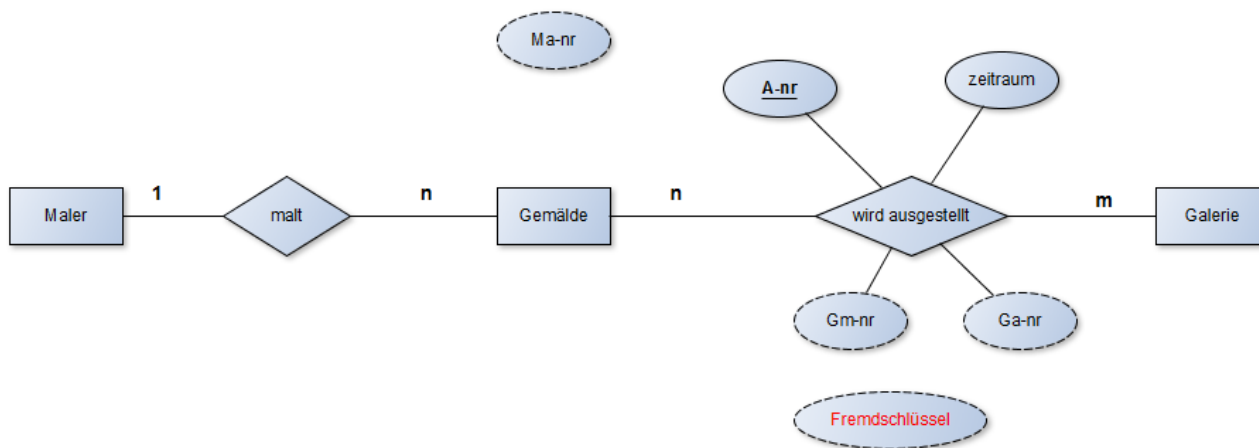 Ma-nr
A-nr
zeitraum
Maler
1
malt
n
Gemälde
n
wird ausgestellt
m
Galerie
Gm-nr
Ga-nr
Fremdschlüssel